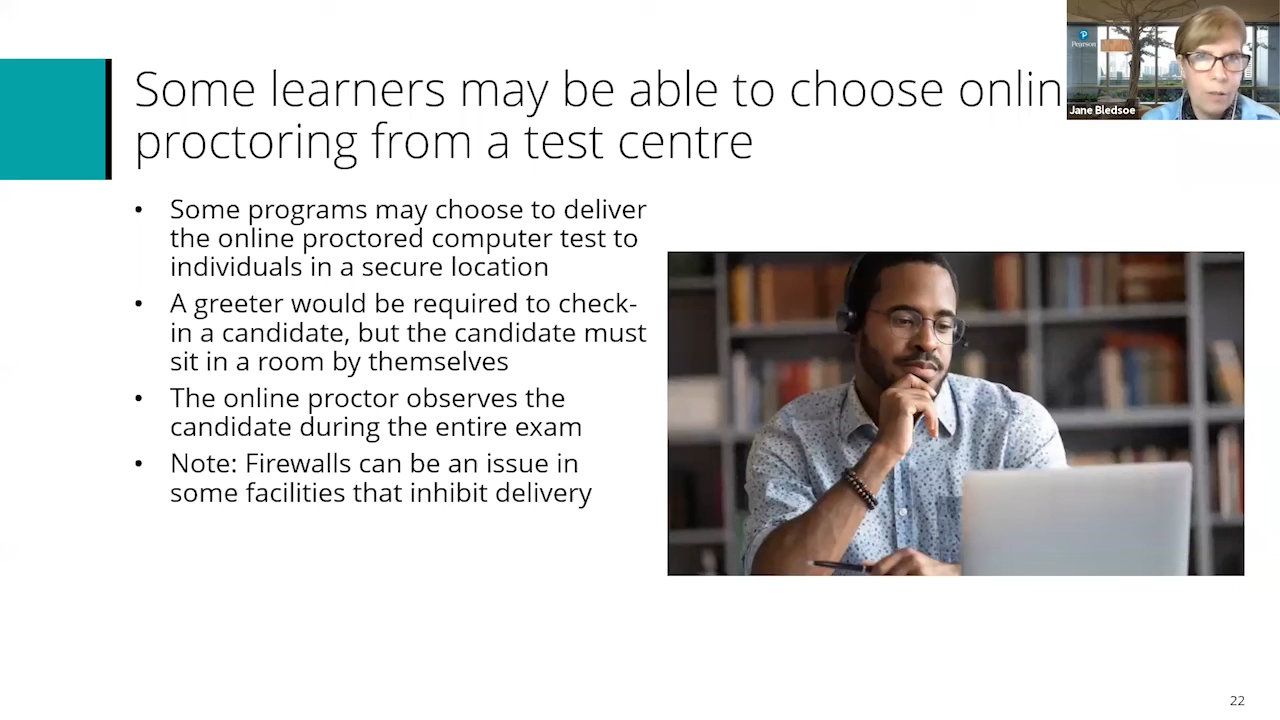 Some learners may be able to choose onlin
proctoring from a test centre
Pearson
Jane Bledsoe
• Some programs may choose to deliver
the online proctored computer test to
individuals in a secure location
• A greeter would be required to check-
in a candidate, but the candidate must
sit in a room by themselves
• The online proctor observes the
candidate during the entire exam
• Note: Firewalls can be an issue in
some facilities that inhibit delivery
22